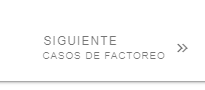 SIGUIENTE
CASOS DE FACTOREO »